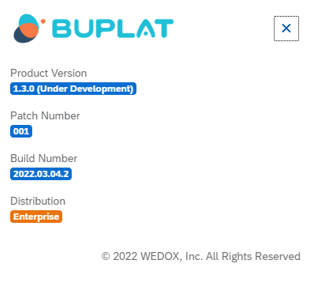 BUPLAT
Product Version
1.3.0 (Under Development)
Patch Number
001
Build Number
2022.03.04.2
Distribution
Enterprise
© 2022 WEDOX, Inc. All Rights Reserved